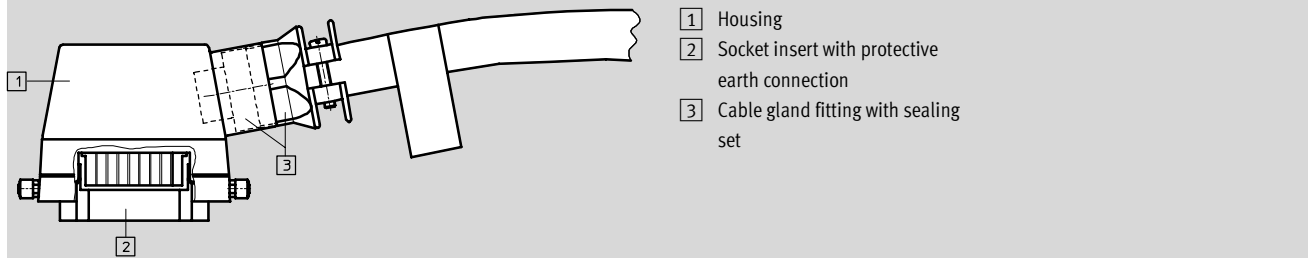 1 Housing
2 Socket insert with protective
earth connection
3 Cable gland fitting with sealing
set
1
3
2